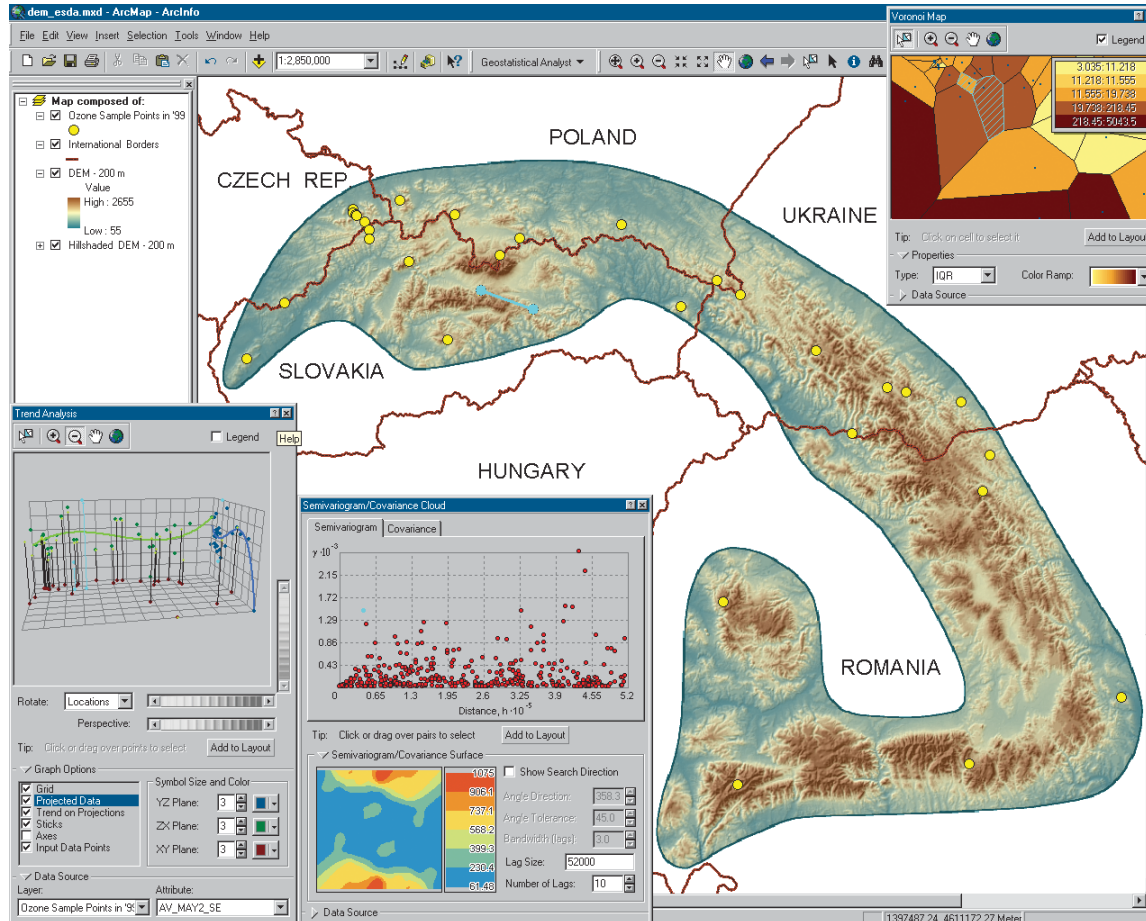 dem_esda.mxd - ArcMap - ArcInfo
File Edit View Insert Selection Tools Window Help
1:2,850,000
Geostatistical Analyst
Map composed of:
Ozone Sample Points in '99
International Borders
DEM - 200 m
Value
High : 2655
Low : 55
Hillshaded DEM - 200 m
POLAND
CZECH REP
UKRAINE
SLOVAKIA
HUNGARY
ROMANIA
Voronoi Map
Legend
3.035:11.218
11.218:11.555
11.555:19.738
19.738:218.45
218.45:5043.5
Tip: Click on cell to select it
Add to Layout
Properties
Type: IQR
Color Ramp:
Data Source
Trend Analysis
Legend
Help
Rotate: Locations
Perspective:
Tip: Click or drag over points to select
Add to Layout
Graph Options
Grid
Projected Data
Trend on Projections
Sticks
Axes
Input Data Points
Symbol Size and Color
YZ Plane: 3
ZX Plane: 3
XY Plane: 3
Data Source
Layer:
Attribute:
Ozone Sample Points in '9
AV_MAY2_SE
Semivariogram/Covariance Cloud
Semivariogram
Covariance
γ·10⁻³
2.15
1.72
1.29
0.86
0.43
0 0.65 1.3 1.95 2.6 3.25 3.9 4.55 5.2
Distance, h·10⁻⁵
Tip: Click or drag over pairs to select
Add to Layout
Semivariogram/Covariance Surface
1075
906.1
737.1
568.2
399.3
230.4
61.46
Show Search Direction
Angle Direction: 358.3
Angle Tolerance: 45.0
Bandwidth (lags): 3.0
Lag Size: 52000
Number of Lags: 10
Data Source
1397487.24 4611172.27 Meter